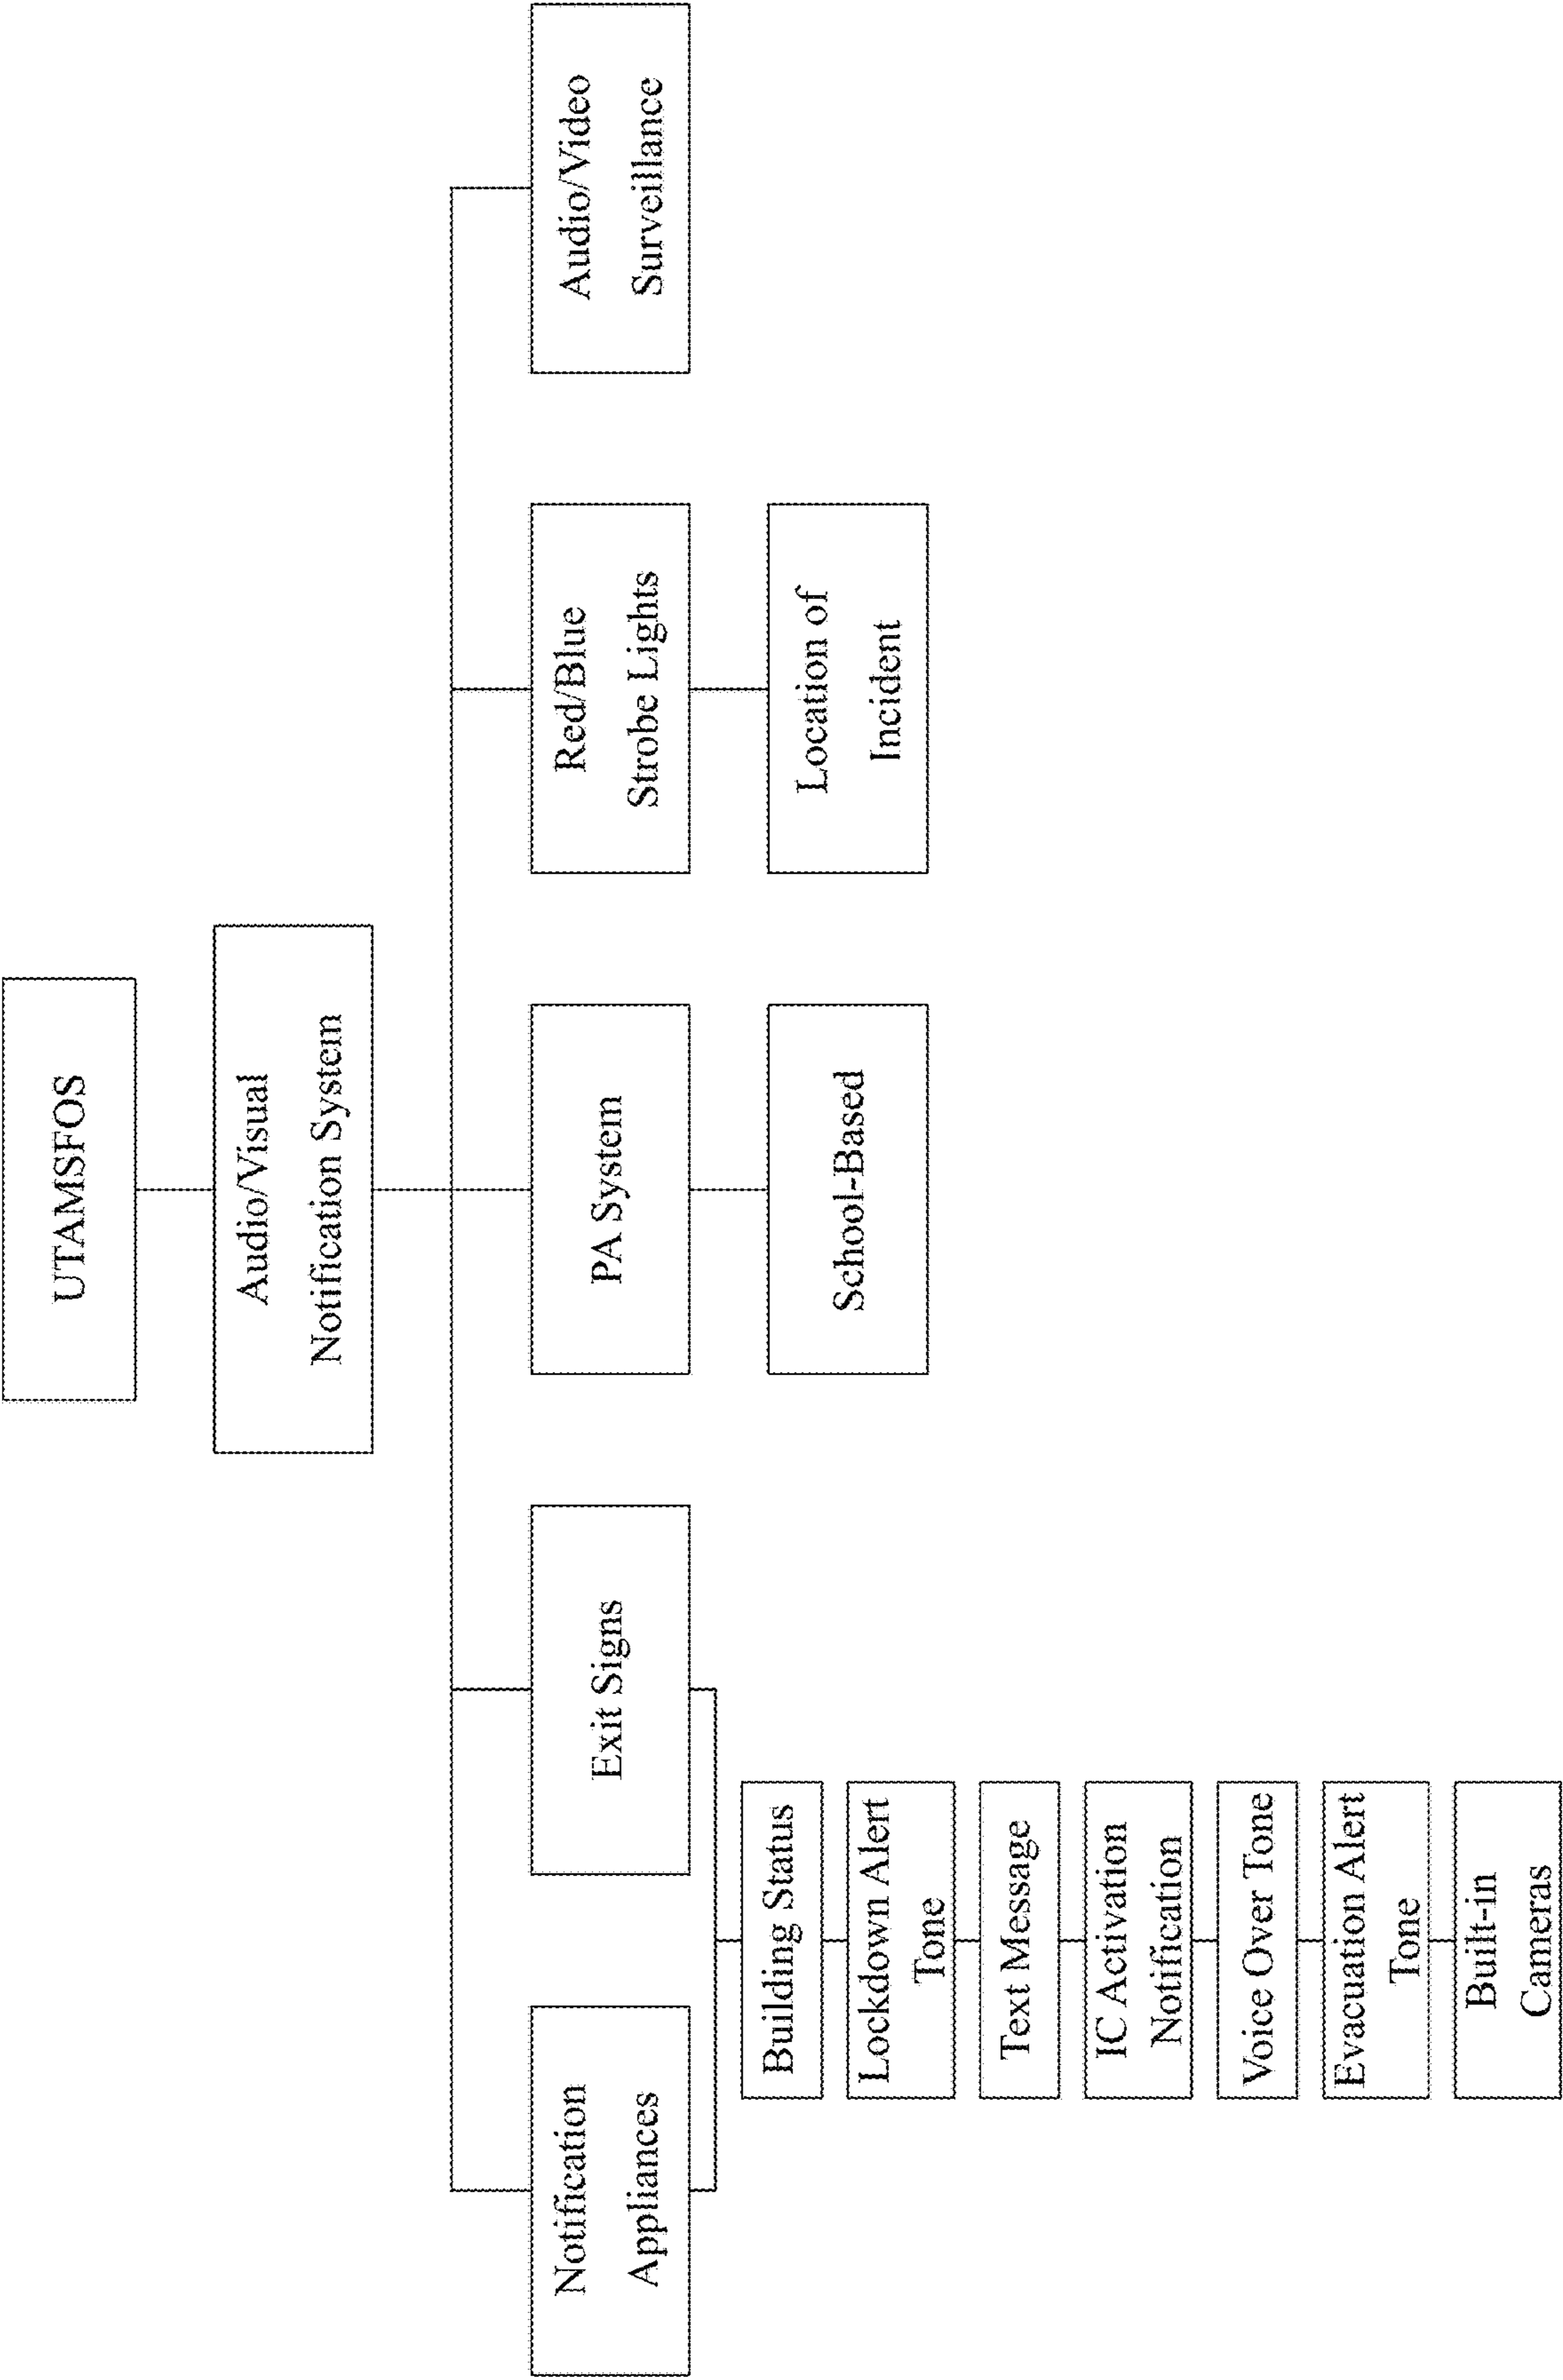 UTAMSFOS
Audio/Visual
Notification System
Notification
Appliances
Exit Signs
PA System
Red/Blue
Strobe Lights
Audio/Video
Surveillance
Building Status
Lockdown Alert
Tone
Text Message
IC Activation
Notification
Voice Over Tone
Evacuation Alert
Tone
Built-in
Cameras
School-Based
Location of
Incident